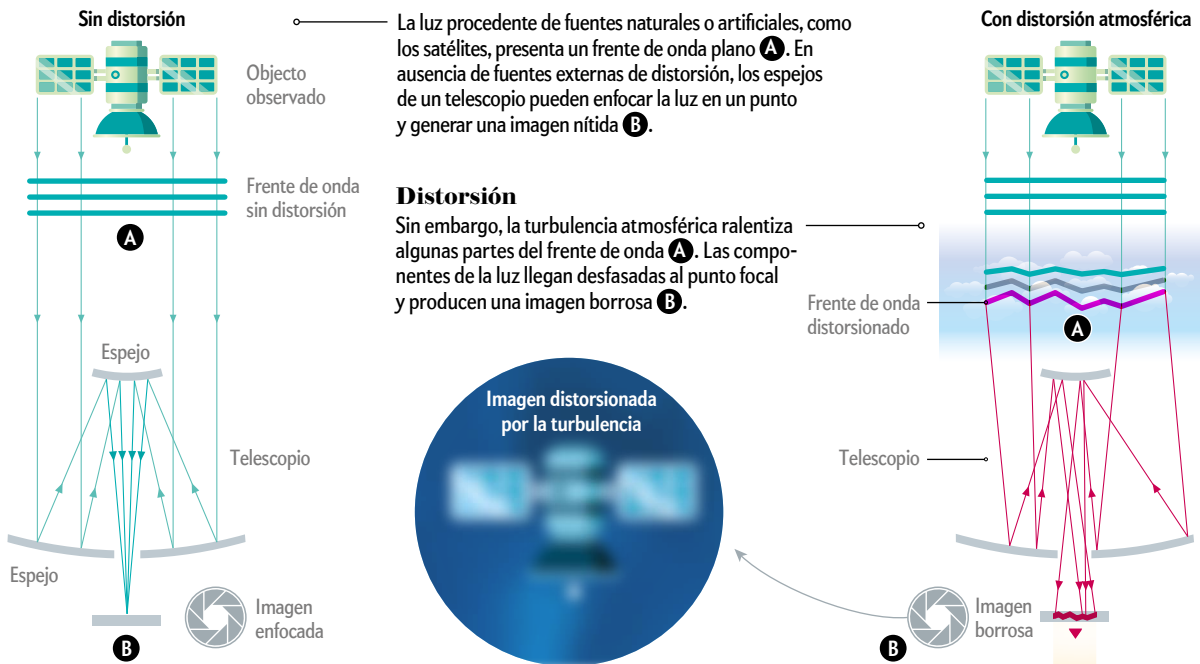 Sin distorsión
Objecto
observado
Frente de onda
sin distorsión
A
Espejo
Telescopio
Espejo
Imagen
enfocada
B
La luz procedente de fuentes naturales o artificiales, como
los satélites, presenta un frente de onda plano A. En
ausencia de fuentes externas de distorsión, los espejos
de un telescopio pueden enfocar la luz en un punto
y generar una imagen nítida B.
Distorsión
Sin embargo, la turbulencia atmosférica ralentiza
algunas partes del frente de onda A. Las compo-
nentes de la luz llegan desfasadas al punto focal
y producen una imagen borrosa B.
Imagen distorsionada
por la turbulencia
Con distorsión atmosférica
Frente de onda
distorsionado
A
Telescopio
Imagen
borrosa
B